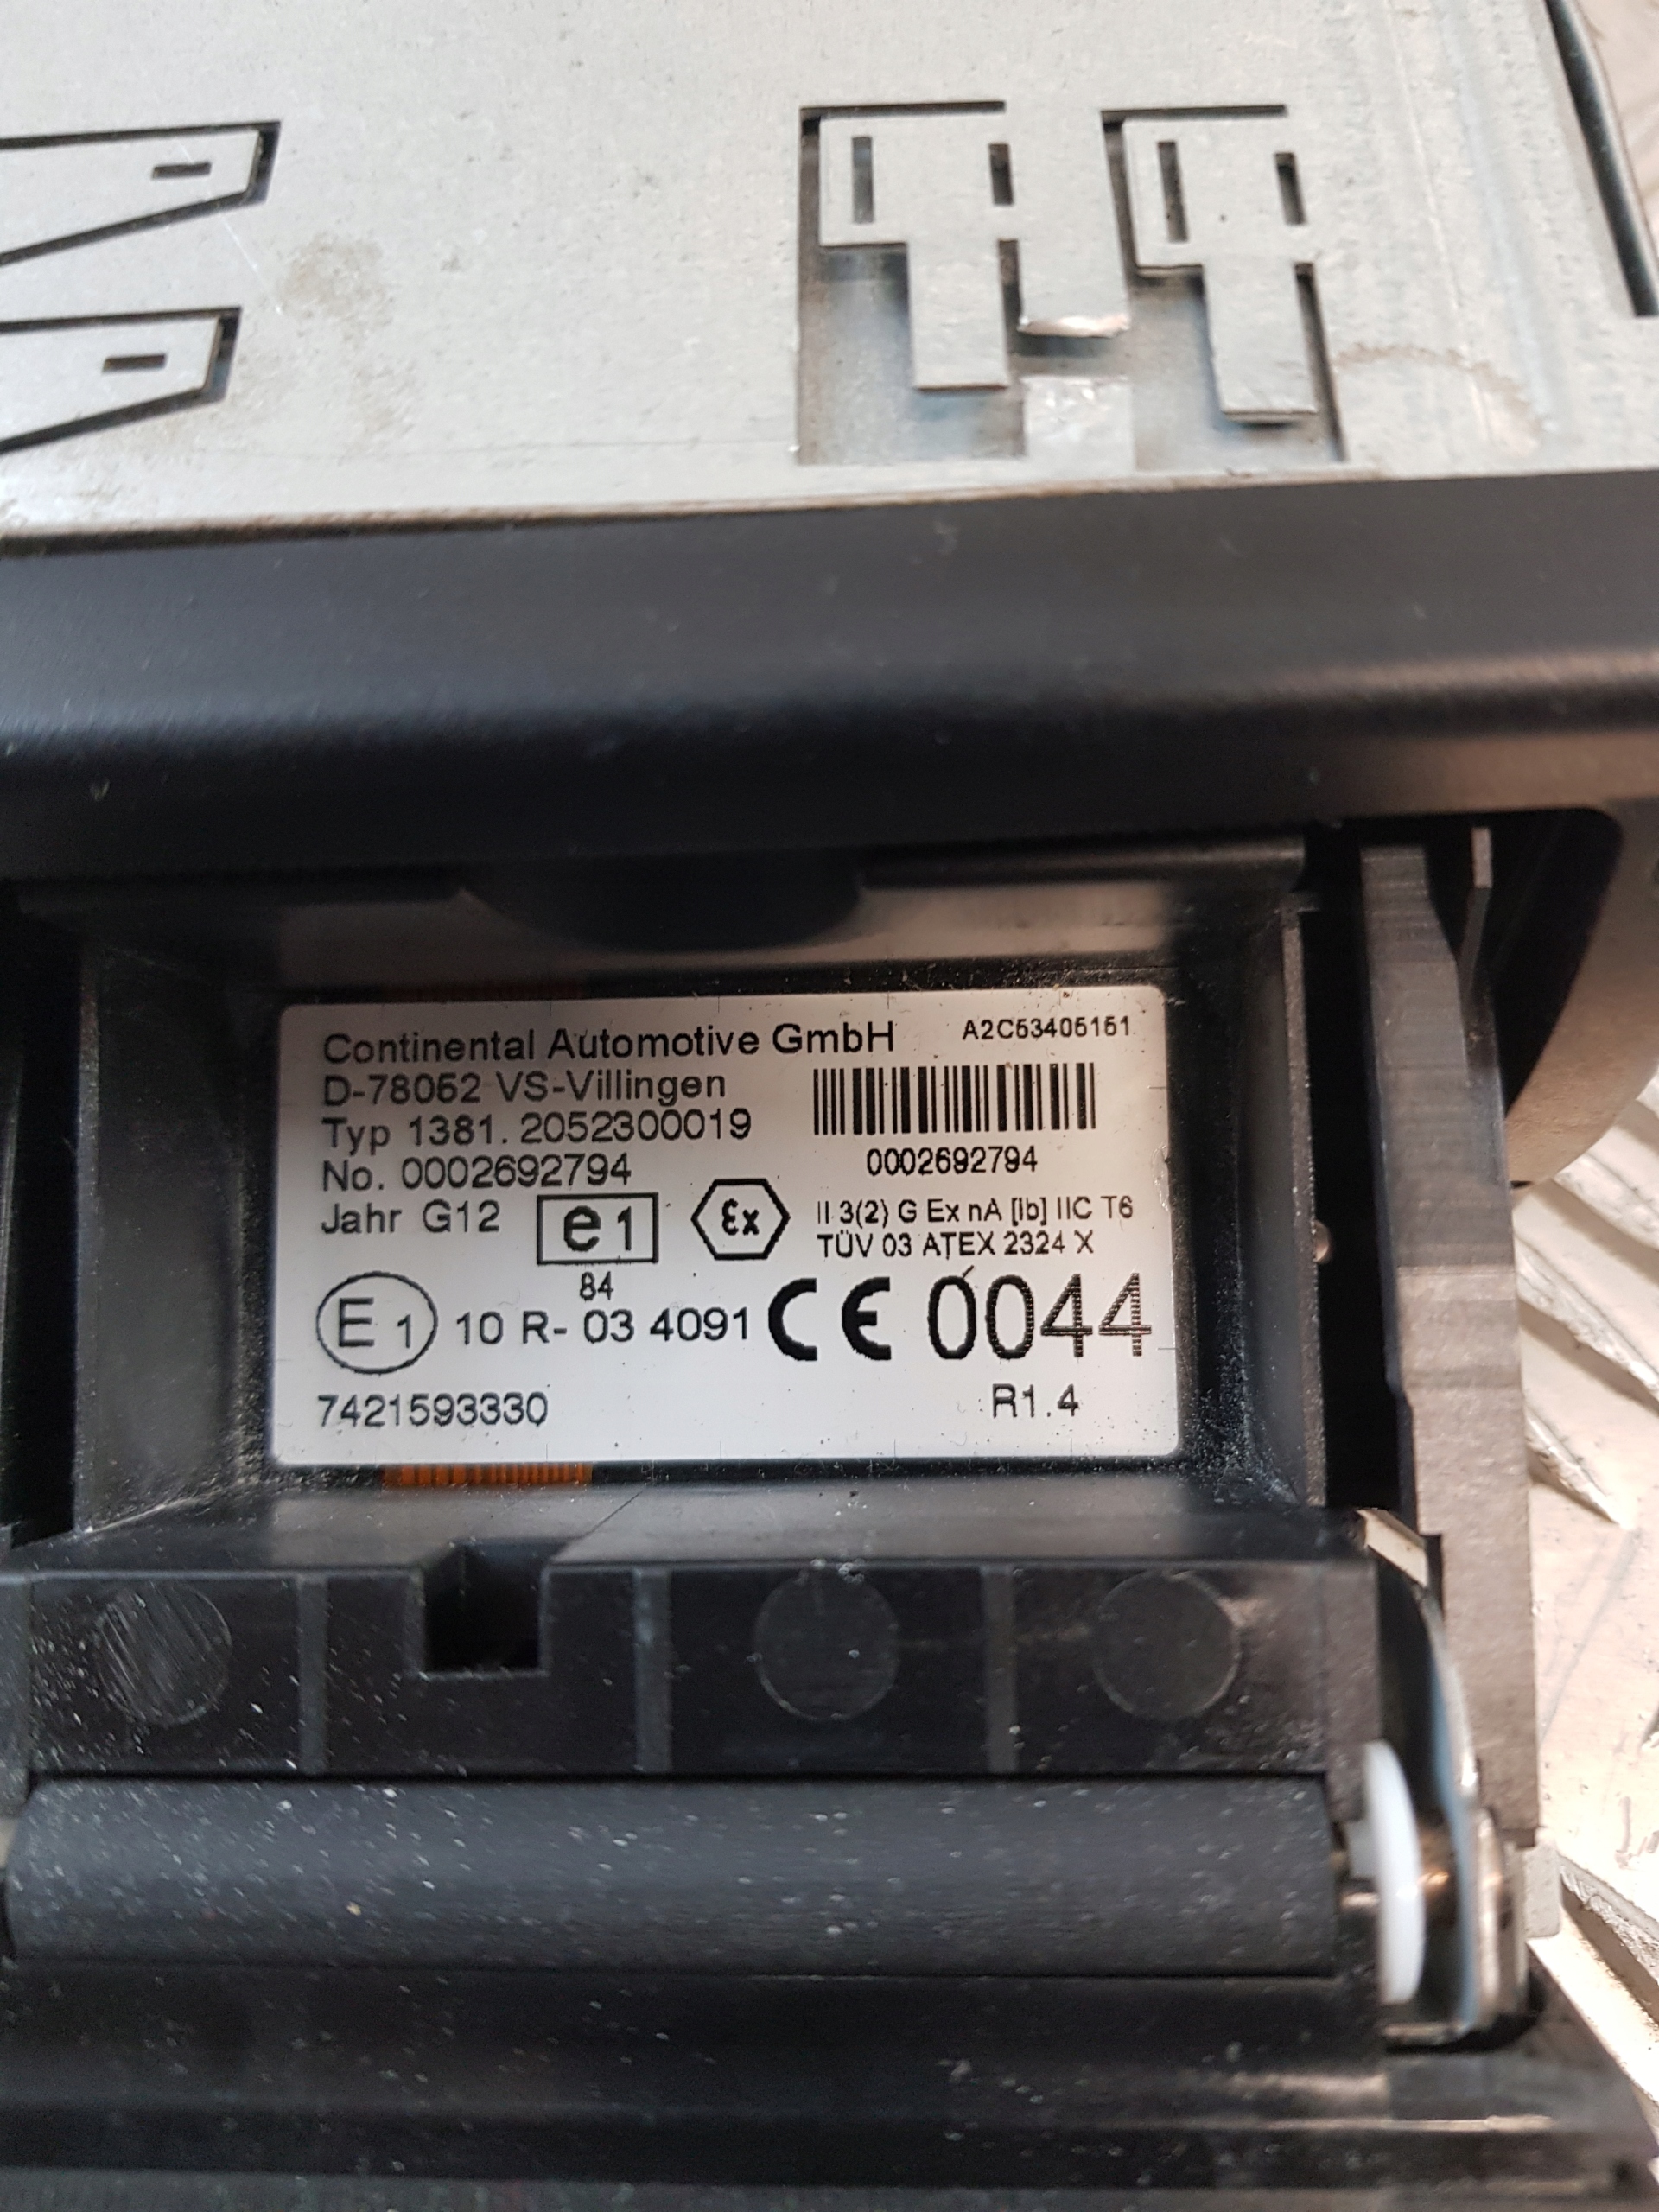 Continental Automotive GmbH A2C53405151
D-78052 VS-Villingen
Typ 1381.2052300019
No. 0002692794
0002692794
Jahr G12 e1 Ex II 3(2) G Ex nA [Ib] IIC T6
TÜV 03 ATEX 2324 X
84
E1 10 R- 03 4091 CE 0044
7421593330 R1.4